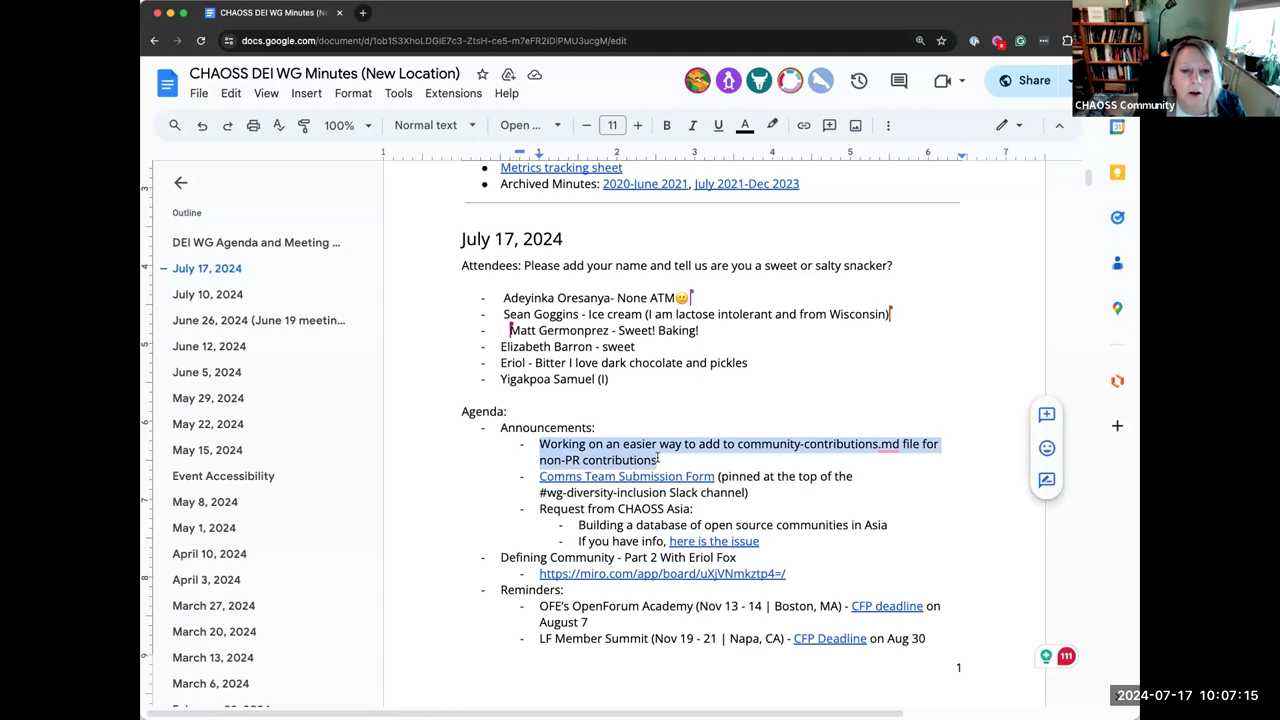 CHAOSS DEI WG Minutes (Ne
CHAOSS DEI WG Minutes (New Location)
File Edit View Insert Format Tools Extensions Help
Share
100% Normal text Open ... 11 B I U A
CHAOSS Community
1 1 2 3 4 5 6 7
Outline
DEI WG Agenda and Meeting ...
July 17, 2024
July 10, 2024
June 26, 2024 (June 19 meetin...
June 12, 2024
June 5, 2024
May 29, 2024
May 22, 2024
May 15, 2024
Event Accessibility
May 8, 2024
May 1, 2024
April 10, 2024
April 3, 2024
March 27, 2024
March 20, 2024
March 13, 2024
March 6, 2024
● Metrics tracking sheet
● Archived Minutes: 2020-June 2021, July 2021-Dec 2023
July 17, 2024
Attendees: Please add your name and tell us are you a sweet or salty snacker?
- Adeyinka Oresanya- None ATM🙂
- Sean Goggins - Ice cream (I am lactose intolerant and from Wisconsin)
- Matt Germonprez - Sweet! Baking!
- Elizabeth Barron - sweet
- Eriol - Bitter I love dark chocolate and pickles
- Yigakpoa Samuel (I)
Agenda:
- Announcements:
- Working on an easier way to add to community-contributions.md file for
non-PR contributions
- Comms Team Submission Form (pinned at the top of the
#wg-diversity-inclusion Slack channel)
- Request from CHAOSS Asia:
- Building a database of open source communities in Asia
- If you have info, here is the issue
- Defining Community - Part 2 With Eriol Fox
- https://miro.com/app/board/uXjVNmkztp4=/
- Reminders:
- OFE's OpenForum Academy (Nov 13 - 14 | Boston, MA) - CFP deadline on
August 7
- LF Member Summit (Nov 19 - 21 | Napa, CA) - CFP Deadline on Aug 30
1
111
2024-07-17 10:07:15